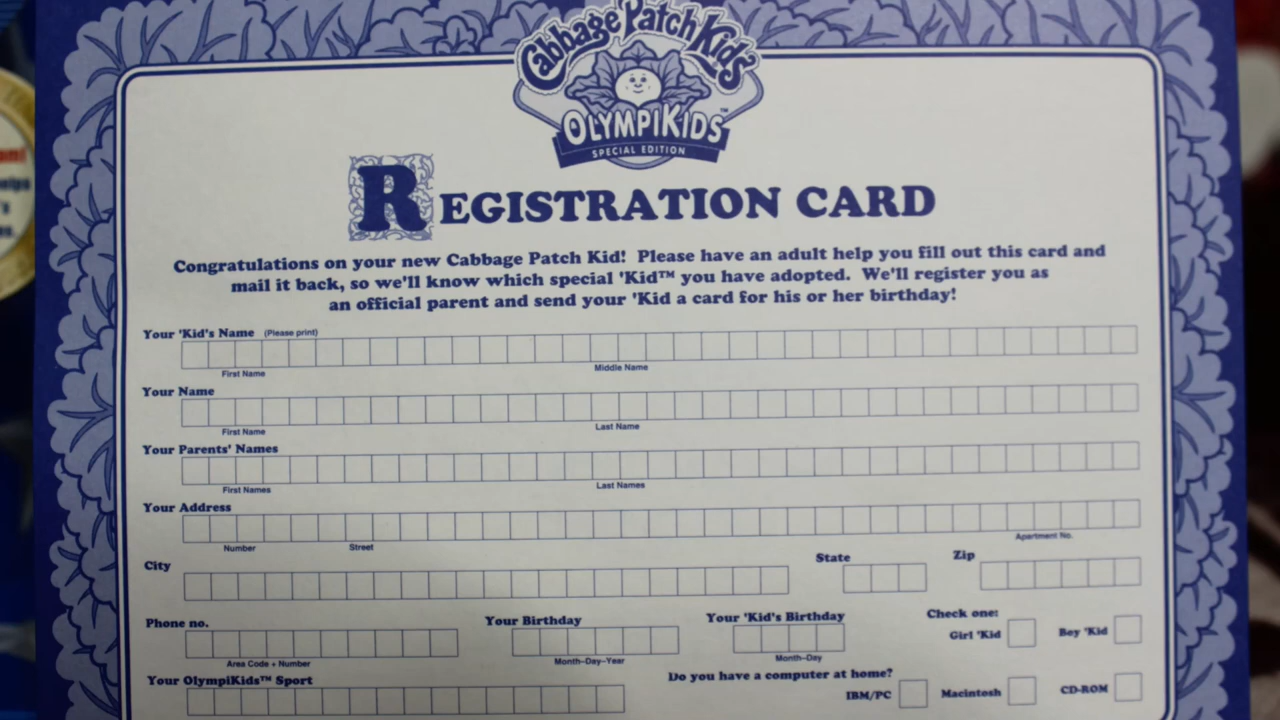 Cabbage Patch Kids
OLYMPIKIDS™
SPECIAL EDITION
REGISTRATION CARD
Congratulations on your new Cabbage Patch Kid! Please have an adult help you fill out this card and
mail it back, so we'll know which special 'Kid™ you have adopted. We'll register you as
an official parent and send your 'Kid a card for his or her birthday!
Your 'Kid's Name (Please print)
First Name Middle Name
Your Name
First Name Last Name
Your Parents' Names
First Names Last Names
Your Address
Number Street Apartment No.
City State Zip
Phone no. Your Birthday Your 'Kid's Birthday Check one:
Girl 'Kid Boy 'Kid
Area Code + Number Month-Day-Year Month-Day
Your OlympiKids™ Sport Do you have a computer at home?
IBM/PC Macintosh CD-ROM